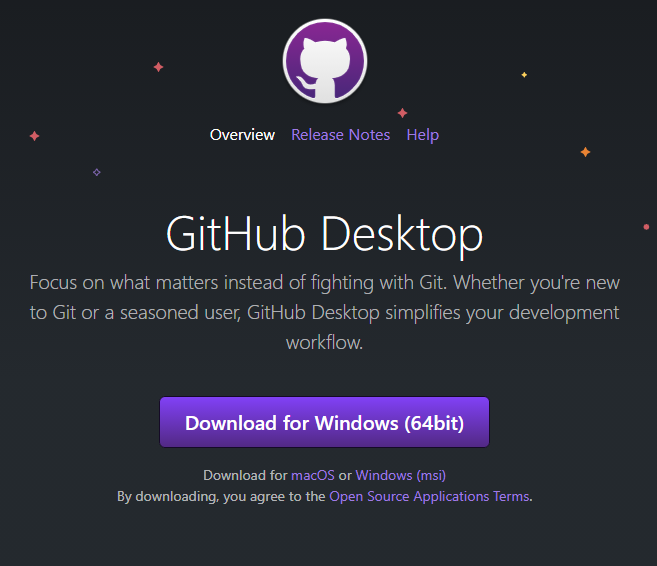 Overview Release Notes Help
GitHub Desktop
Focus on what matters instead of fighting with Git. Whether you're new
to Git or a seasoned user, GitHub Desktop simplifies your development
workflow.
Download for Windows (64bit)
Download for macOS or Windows (msi)
By downloading, you agree to the Open Source Applications Terms.